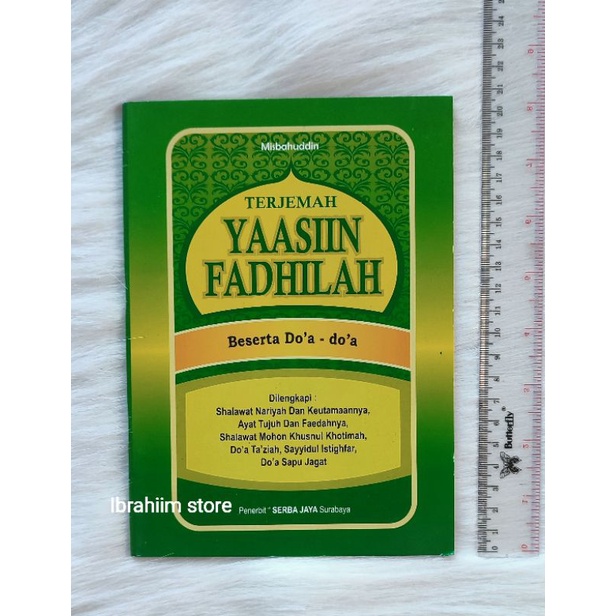 Misbahuddin
TERJEMAH
YAASIIN
FADHILAH
Beserta Do'a - do'a
Dilengkapi :
Shalawat Nariyah Dan Keutamaannya,
Ayat Tujuh Dan Faedahnya,
Shalawat Mohon Khusnul Khotimah,
Do'a Ta'ziah, Sayyidul Istighfar,
Do'a Sapu Jagat
Ibrahiim store
Penerbit " SERBA JAYA Surabaya
Butterfly